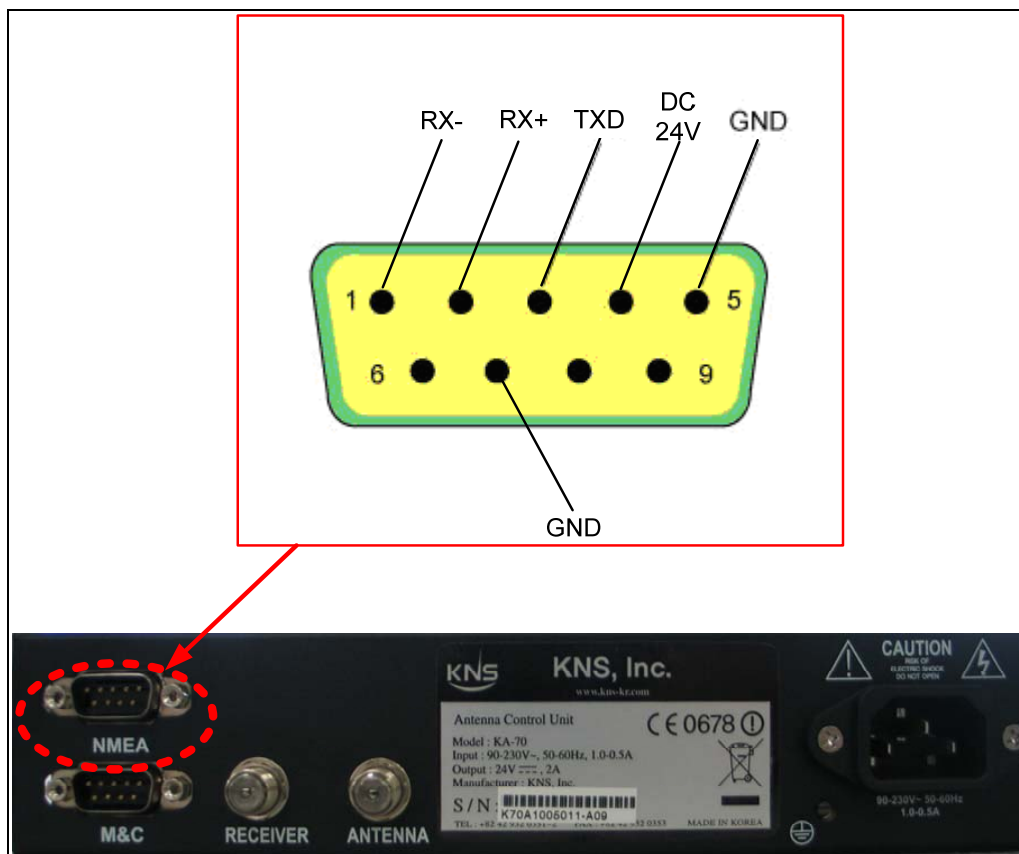 RX- RX+ TXD DC 24V GND
1 5
6 9
GND
NMEA
M&C
RECEIVER
ANTENNA
KNS
KNS, Inc.
www.kns-kr.com
Antenna Control Unit
Model : KA-70
Input : 90-230V~, 50-60Hz, 1.0-0.5A
Output : 24V ⎓, 2A
Manufacturer : KNS, Inc.
S / N :
K70A1005011-A09
MADE IN KOREA
CE 0678
CAUTION
RISK OF
ELECTRIC SHOCK
DO NOT OPEN
90-230V~ 50-60Hz
1.0-0.5A